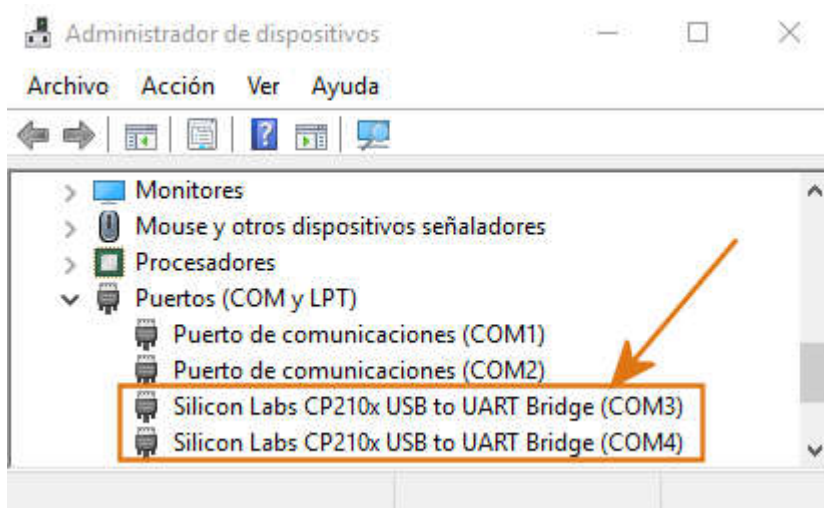 Administrador de dispositivos
Archivo Acción Ver Ayuda
Monitores
Mouse y otros dispositivos señaladores
Procesadores
Puertos (COM y LPT)
Puerto de comunicaciones (COM1)
Puerto de comunicaciones (COM2)
Silicon Labs CP210x USB to UART Bridge (COM3)
Silicon Labs CP210x USB to UART Bridge (COM4)